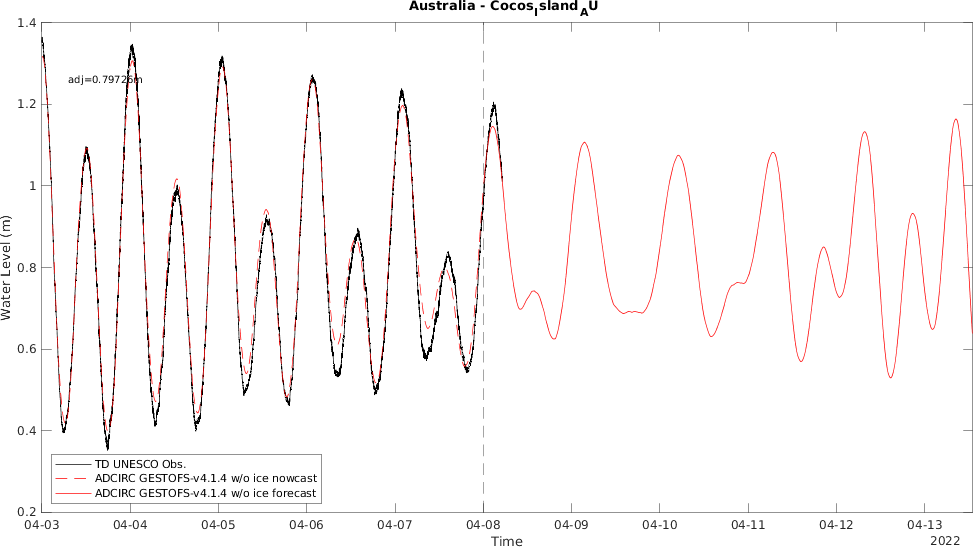 Australia - Cocos_Island_AU
1.4
adj=0.79726m
1.2
1
0.8
0.6
0.4
0.2
Water Level (m)
TD UNESCO Obs.
ADCIRC GESTOFS-v4.1.4 w/o ice nowcast
ADCIRC GESTOFS-v4.1.4 w/o ice forecast
04-03 04-04 04-05 04-06 04-07 04-08 04-09 04-10 04-11 04-12 04-13
Time 2022